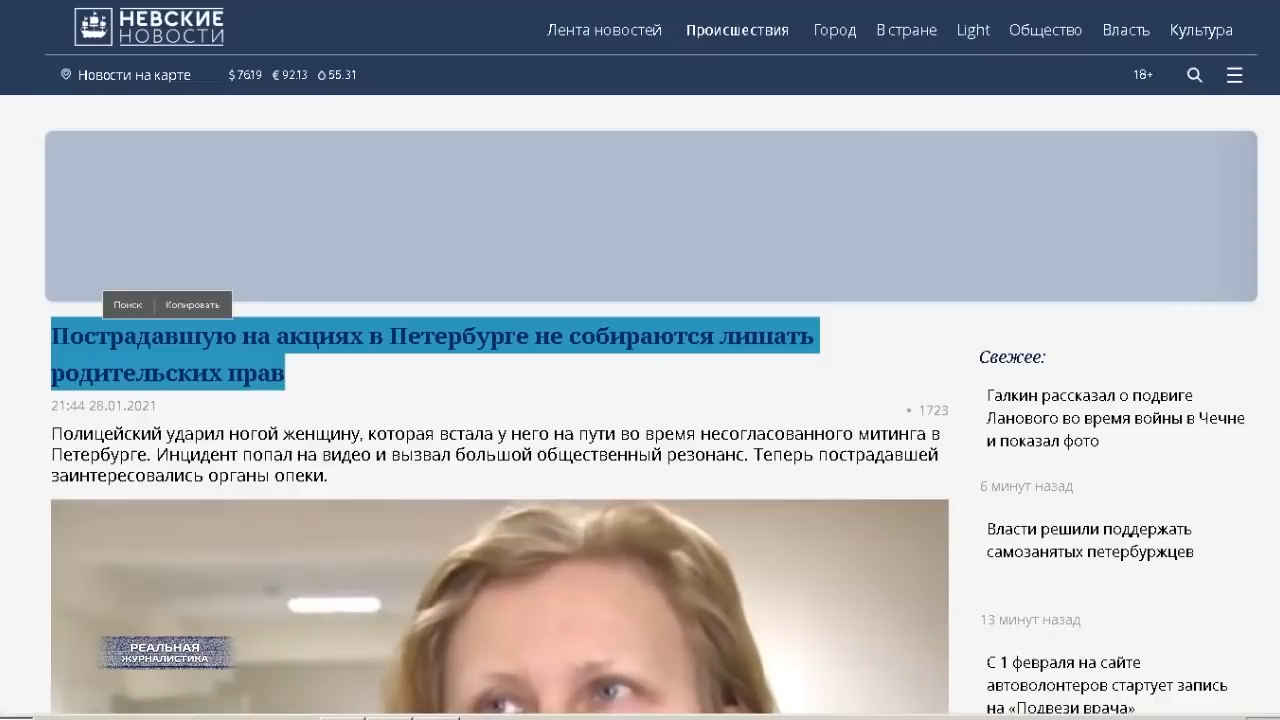 НЕВСКИЕ
НОВОСТИ
Лента новостей Происшествия Город В стране Light Общество Власть Культура
Новости на карте $ 76.19 € 92.13 55.31 18+
Поиск Копировать
Пострадавшую на акциях в Петербурге не собираются лишать
родительских прав
21:44 28.01.2021
1723
Полицейский ударил ногой женщину, которая встала у него на пути во время несогласованного митинга в
Петербурге. Инцидент попал на видео и вызвал большой общественный резонанс. Теперь пострадавшей
заинтересовались органы опеки.
РЕАЛЬНАЯ
ЖУРНАЛИСТИКА
Свежее:
Галкин рассказал о подвиге
Ланового во время войны в Чечне
и показал фото
6 минут назад
Власти решили поддержать
самозанятых петербуржцев
13 минут назад
С 1 февраля на сайте
автоволонтеров стартует запись
на «Подвези врача»